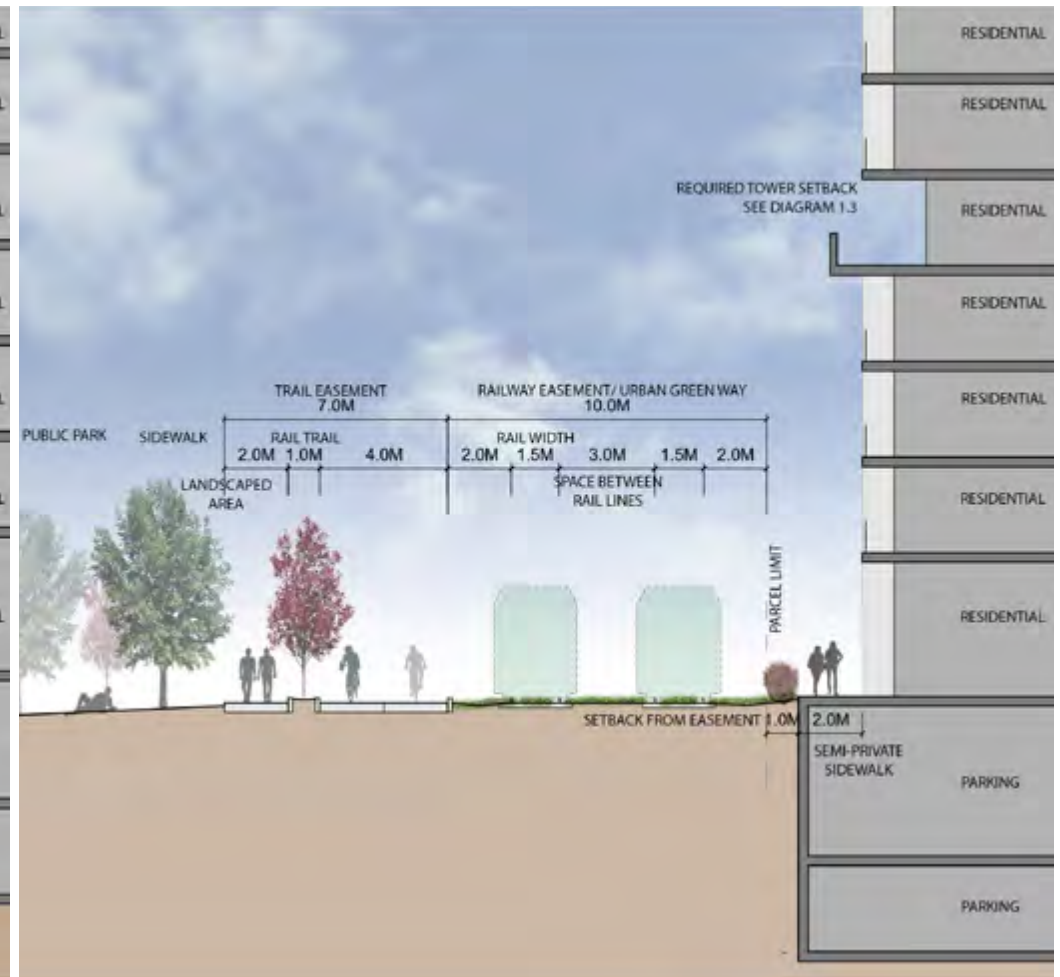 RESIDENTIAL
RESIDENTIAL
REQUIRED TOWER SETBACK
SEE DIAGRAM 1.3
RESIDENTIAL
RESIDENTIAL
TRAIL EASEMENT
7.0M
RAILWAY EASEMENT/ URBAN GREEN WAY
10.0M
RESIDENTIAL
PUBLIC PARK
SIDEWALK
RAIL TRAIL
RAIL WIDTH
2.0M 1.0M 4.0M 2.0M 1.5M 3.0M 1.5M 2.0M
LANDSCAPED
AREA
SPACE BETWEEN
RAIL LINES
RESIDENTIAL
PARCEL LIMIT
RESIDENTIAL
SETBACK FROM EASEMENT 1.0M 2.0M
SEMI-PRIVATE
SIDEWALK
PARKING
PARKING